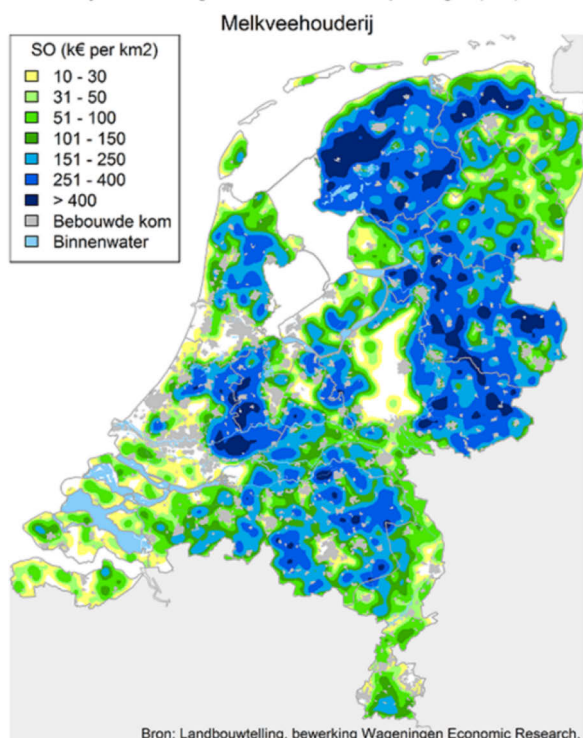 Melkveehouderij
SO (k€ per km2)
10 - 30
31 - 50
51 - 100
101 - 150
151 - 250
251 - 400
> 400
Bebouwde kom
Binnenwater
Bron: Landbouwtelling, bewerking Wageningen Economic Research.